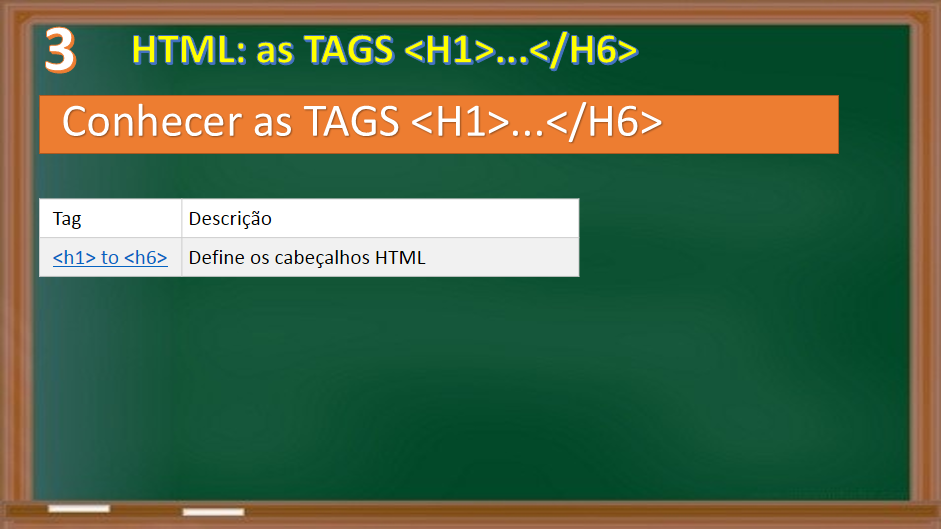 3
HTML: as TAGS <H1>...</H6>
Conhecer as TAGS <H1>...</H6>
Tag Descrição
<h1> to <h6> Define os cabeçalhos HTML